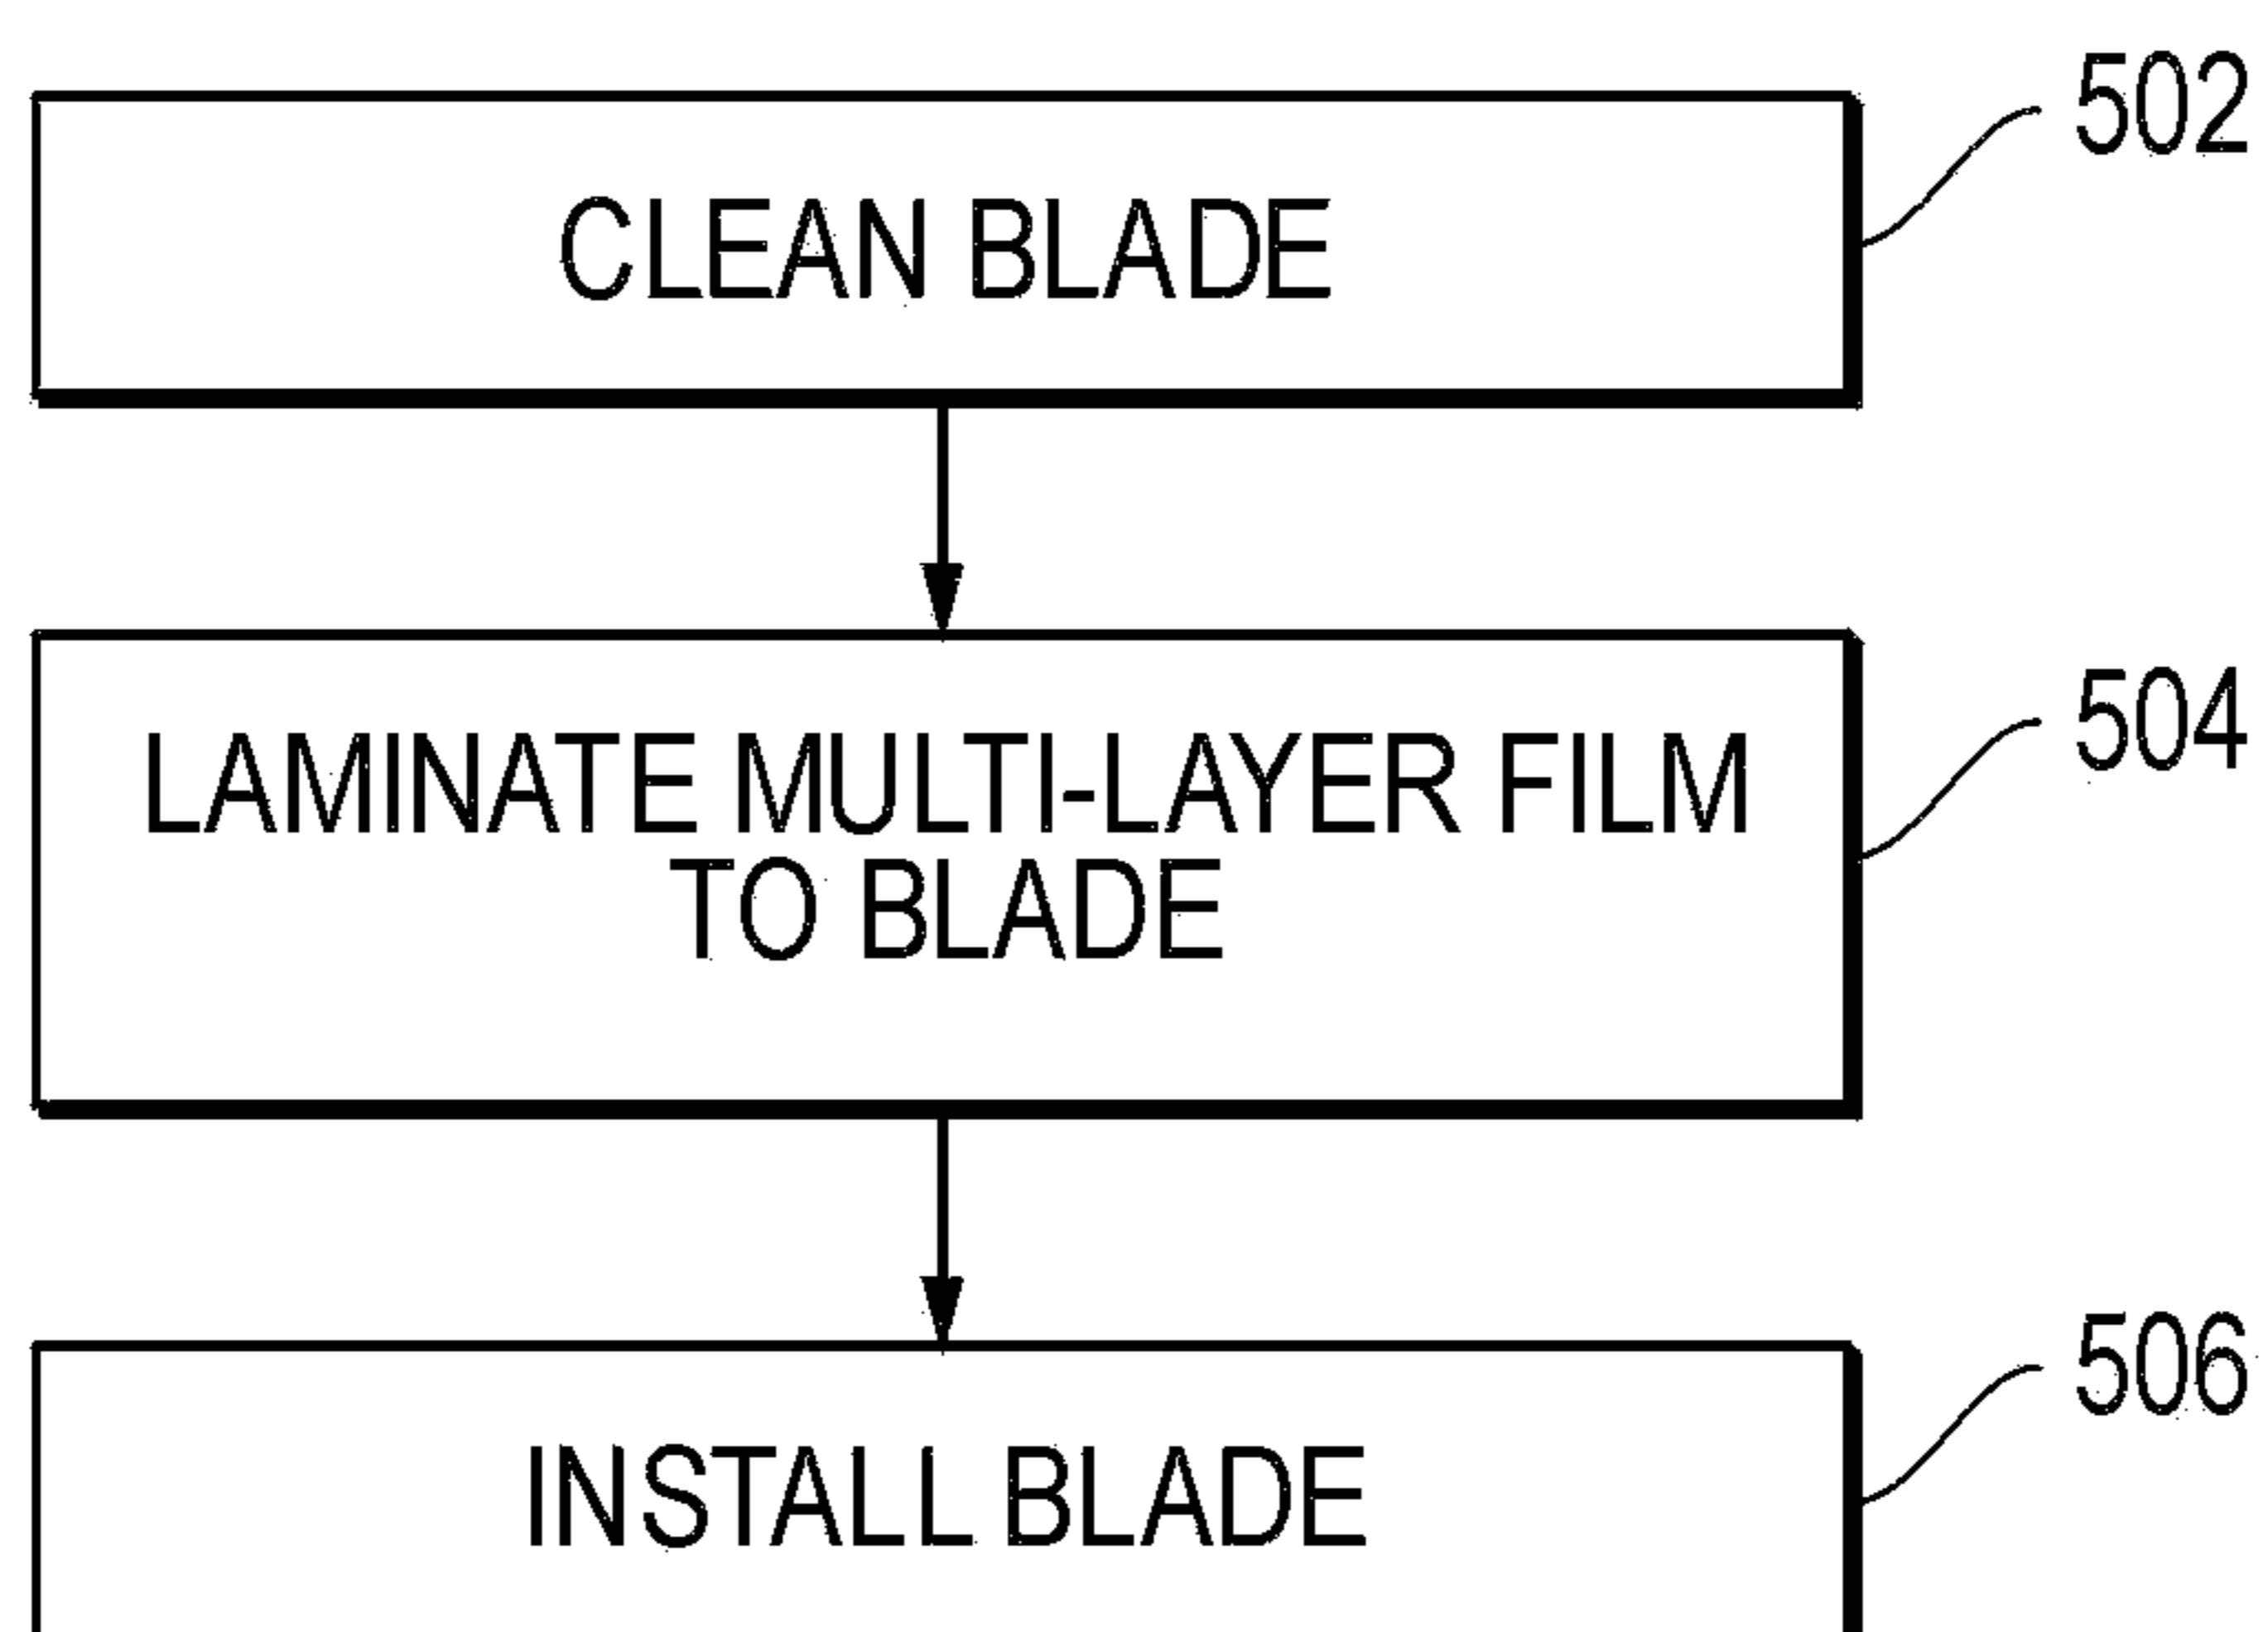 502
CLEAN BLADE
504
LAMINATE MULTI-LAYER FILM
TO BLADE
506
INSTALL BLADE